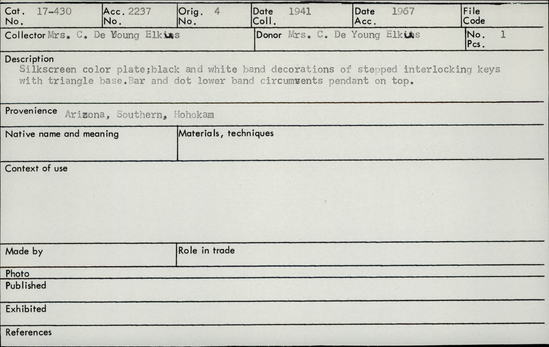 Cat. No. 17-430 Acc. No. 2237 Orig. No. 4 Date Coll. 1941 Date Acc. 1967 File Code
Collector Mrs. C. De Young Elkins Donor Mrs. C. De Young Elkins No. Pcs. 1
Description
Silkscreen color plate;black and white band decorations of stepped interlocking keys
with triangle base.Bar and dot lower band circumvents pendant on top.
Provenience Arizona, Southern, Hohokam
Native name and meaning Materials, techniques
Context of use
Made by Role in trade
Photo
Published
Exhibited
References